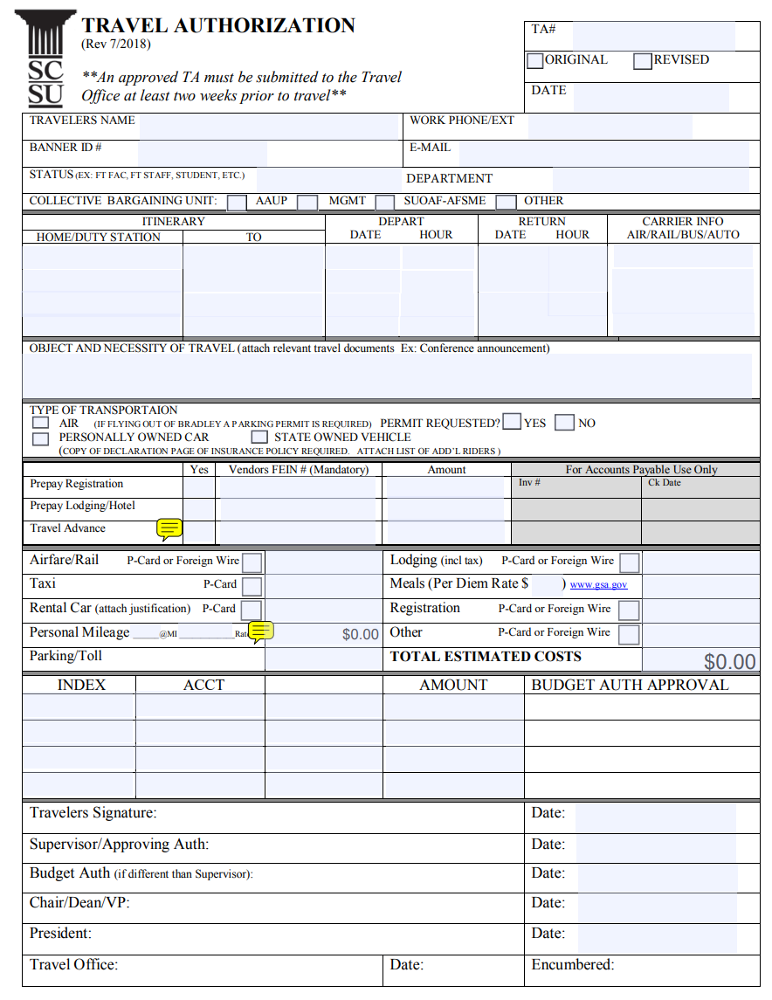 TRAVEL AUTHORIZATION
(Rev 7/2018)
**An approved TA must be submitted to the Travel
Office at least two weeks prior to travel**
SC
SU
TA#
ORIGINAL REVISED
DATE
TRAVELERS NAME WORK PHONE/EXT
BANNER ID # E-MAIL
STATUS (EX: FT FAC, FT STAFF, STUDENT, ETC.) DEPARTMENT
COLLECTIVE BARGAINING UNIT: AAUP MGMT SUOAF-AFSME OTHER
ITINERARY DEPART RETURN CARRIER INFO
HOME/DUTY STATION TO DATE HOUR DATE HOUR AIR/RAIL/BUS/AUTO
OBJECT AND NECESSITY OF TRAVEL (attach relevant travel documents Ex: Conference announcement)
TYPE OF TRANSPORTAION
AIR (IF FLYING OUT OF BRADLEY A PARKING PERMIT IS REQUIRED) PERMIT REQUESTED? YES NO
PERSONALLY OWNED CAR STATE OWNED VEHICLE
(COPY OF DECLARATION PAGE OF INSURANCE POLICY REQUIRED. ATTACH LIST OF ADD'L RIDERS )
Yes Vendors FEIN # (Mandatory) Amount For Accounts Payable Use Only
Prepay Registration Inv # Ck Date
Prepay Lodging/Hotel
Travel Advance
Airfare/Rail P-Card or Foreign Wire Lodging (incl tax) P-Card or Foreign Wire
Taxi P-Card Meals (Per Diem Rate $ ) www.gsa.gov
Rental Car (attach justification) P-Card Registration P-Card or Foreign Wire
Personal Mileage ______@MI ____________Rate $0.00 Other P-Card or Foreign Wire
Parking/Toll TOTAL ESTIMATED COSTS $0.00
INDEX ACCT AMOUNT BUDGET AUTH APPROVAL
Travelers Signature: Date:
Supervisor/Approving Auth: Date:
Budget Auth (if different than Supervisor): Date:
Chair/Dean/VP: Date:
President: Date:
Travel Office: Date: Encumbered: